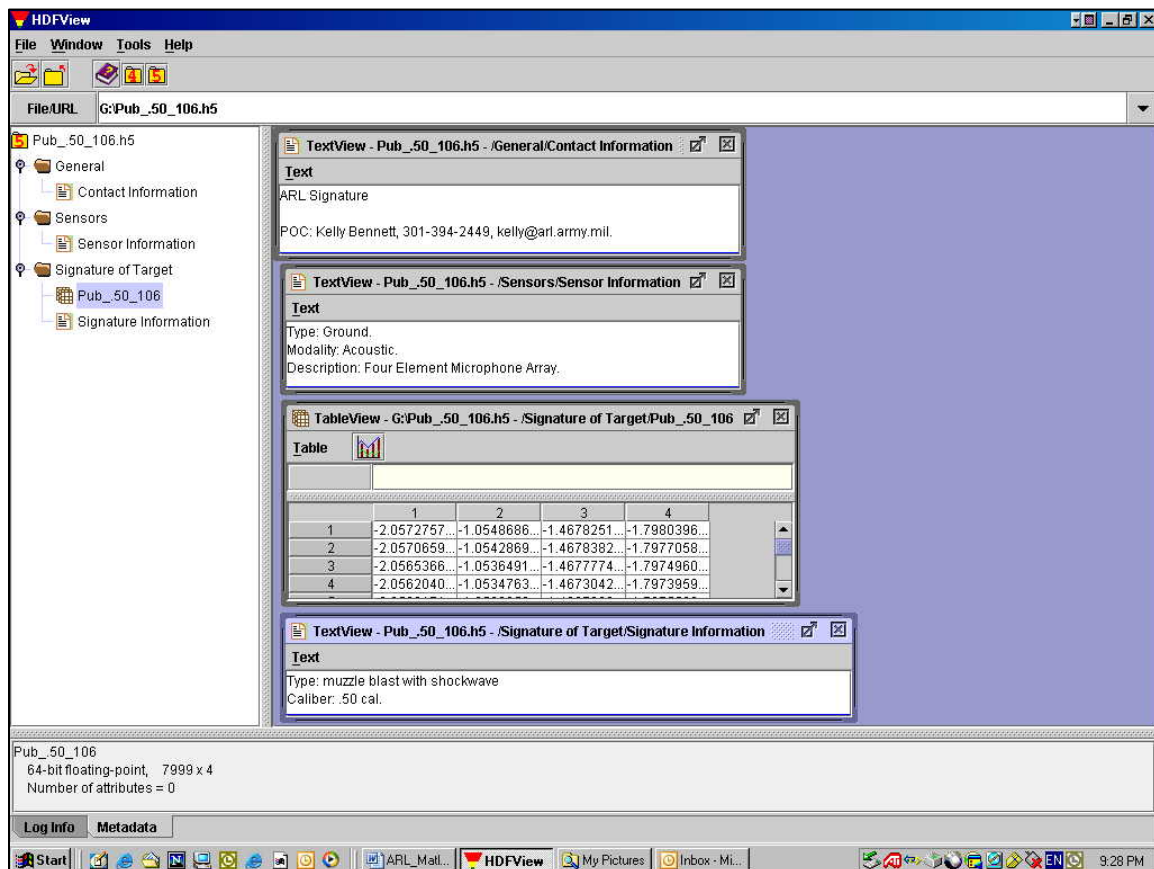 HDFView
File Window Tools Help
4 5
File/URL G:\Pub_.50_106.h5
5 Pub_.50_106.h5
General
Contact Information
Sensors
Sensor Information
Signature of Target
Pub_.50_106
Signature Information
TextView - Pub_.50_106.h5 - /General/Contact Information
Text
ARL Signature
POC: Kelly Bennett, 301-394-2449, kelly@arl.army.mil.
TextView - Pub_.50_106.h5 - /Sensors/Sensor Information
Text
Type: Ground.
Modality: Acoustic.
Description: Four Element Microphone Array.
TableView - G:\Pub_.50_106.h5 - /Signature of Target/Pub_.50_106
Table
1 2 3 4
1 -2.0572757... -1.0548686... -1.4678251... -1.7980396...
2 -2.0570659... -1.0542869... -1.4678382... -1.7977058...
3 -2.0565366... -1.0536491... -1.4677774... -1.7974960...
4 -2.0562040... -1.0534763... -1.4673042... -1.7973959...
TextView - Pub_.50_106.h5 - /Signature of Target/Signature Information
Text
Type: muzzle blast with shockwave
Caliber: .50 cal.
Pub_.50_106
64-bit floating-point, 7999 x 4
Number of attributes = 0
Log Info Metadata
Start ARL_Matl... HDFView My Pictures Inbox - Mi... EN 9:28 PM